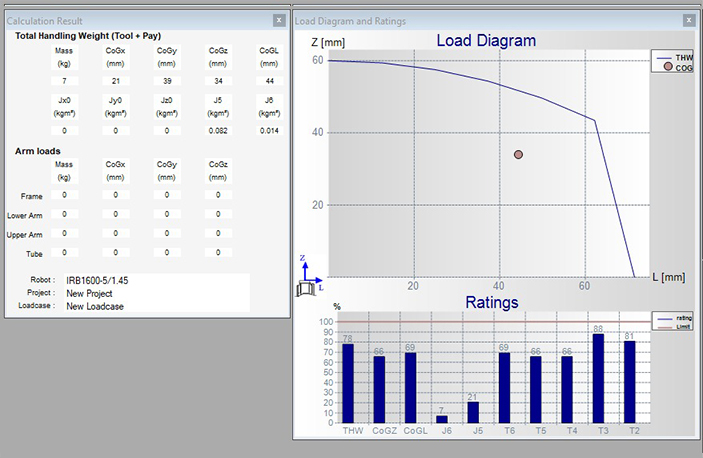 Calculation Result
Total Handling Weight (Tool + Pay)
Mass CoGx CoGy CoGz CoGL
(kg) (mm) (mm) (mm) (mm)
7 21 39 34 44
Jx0 Jy0 Jz0 J5 J6
(kgm²) (kgm²) (kgm²) (kgm²) (kgm²)
0 0 0 0.082 0.014
Arm loads
Mass CoGx CoGy CoGz
(kg) (mm) (mm) (mm)
Frame 0 0 0 0
Lower Arm 0 0 0 0
Upper Arm 0 0 0 0
Tube 0 0 0 0
Robot : IRB1600-5/1.45
Project : New Project
Loadcase : New Loadcase
Load Diagram and Ratings
Z [mm] Load Diagram
THW
COG
60
40
20
Z
L
20 40 60 L [mm]
Ratings
%
rating
Limit
100
90
80
70
60
50
40
30
20
10
0
78 66 69 7 21 69 66 66 88 81
THW CoGZ CoGL J6 J5 T6 T5 T4 T3 T2